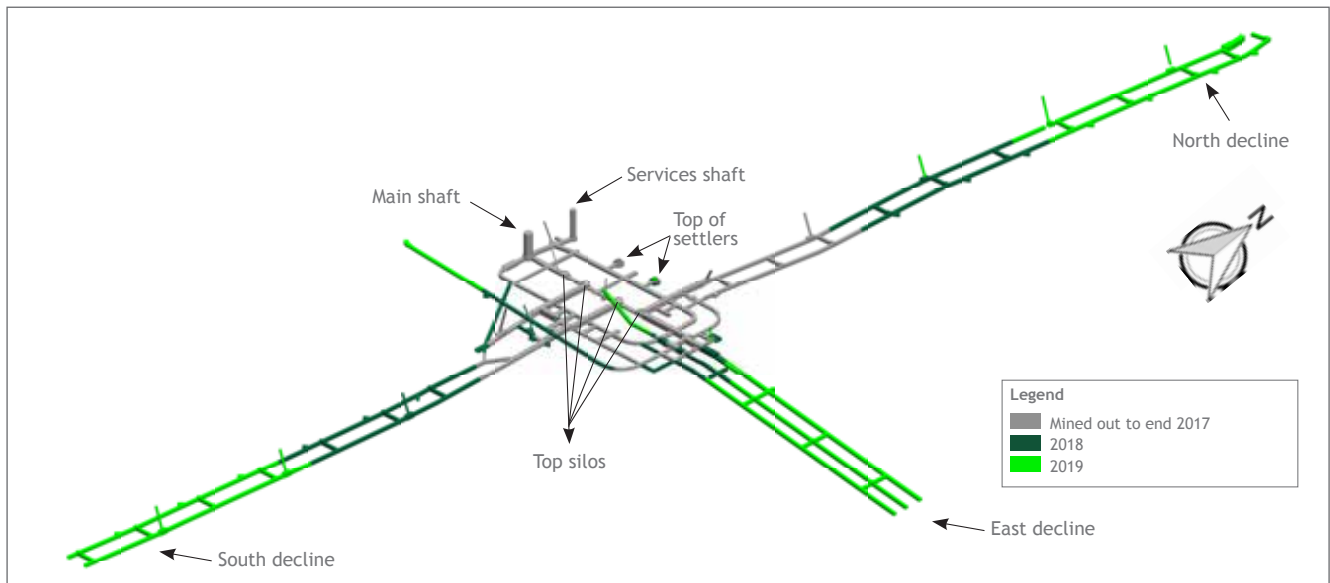 North decline
Services shaft
Main shaft
Top of
settlers
N
Legend
Mined out to end 2017
2018
2019
Top silos
East decline
South decline